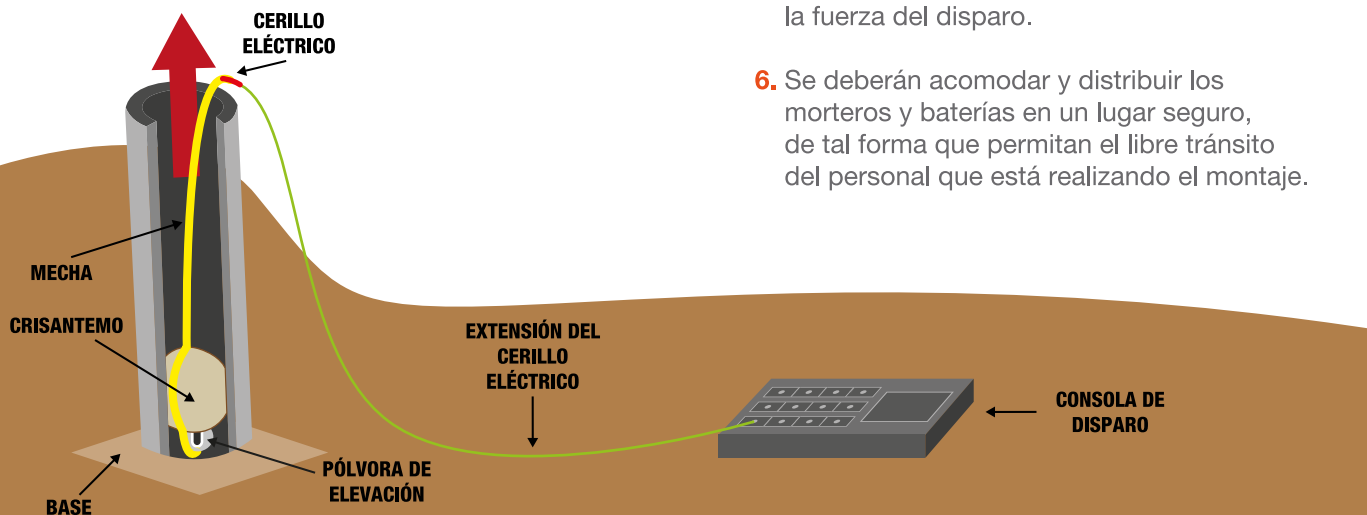 la fuerza del disparo.
6. Se deberán acomodar y distribuir los
morteros y baterías en un lugar seguro,
de tal forma que permitan el libre tránsito
del personal que está realizando el montaje.
CERILLO
ELÉCTRICO
MECHA
CRISANTEMO
EXTENSIÓN DEL
CERILLO
ELÉCTRICO
CONSOLA DE
DISPARO
PÓLVORA DE
ELEVACIÓN
BASE